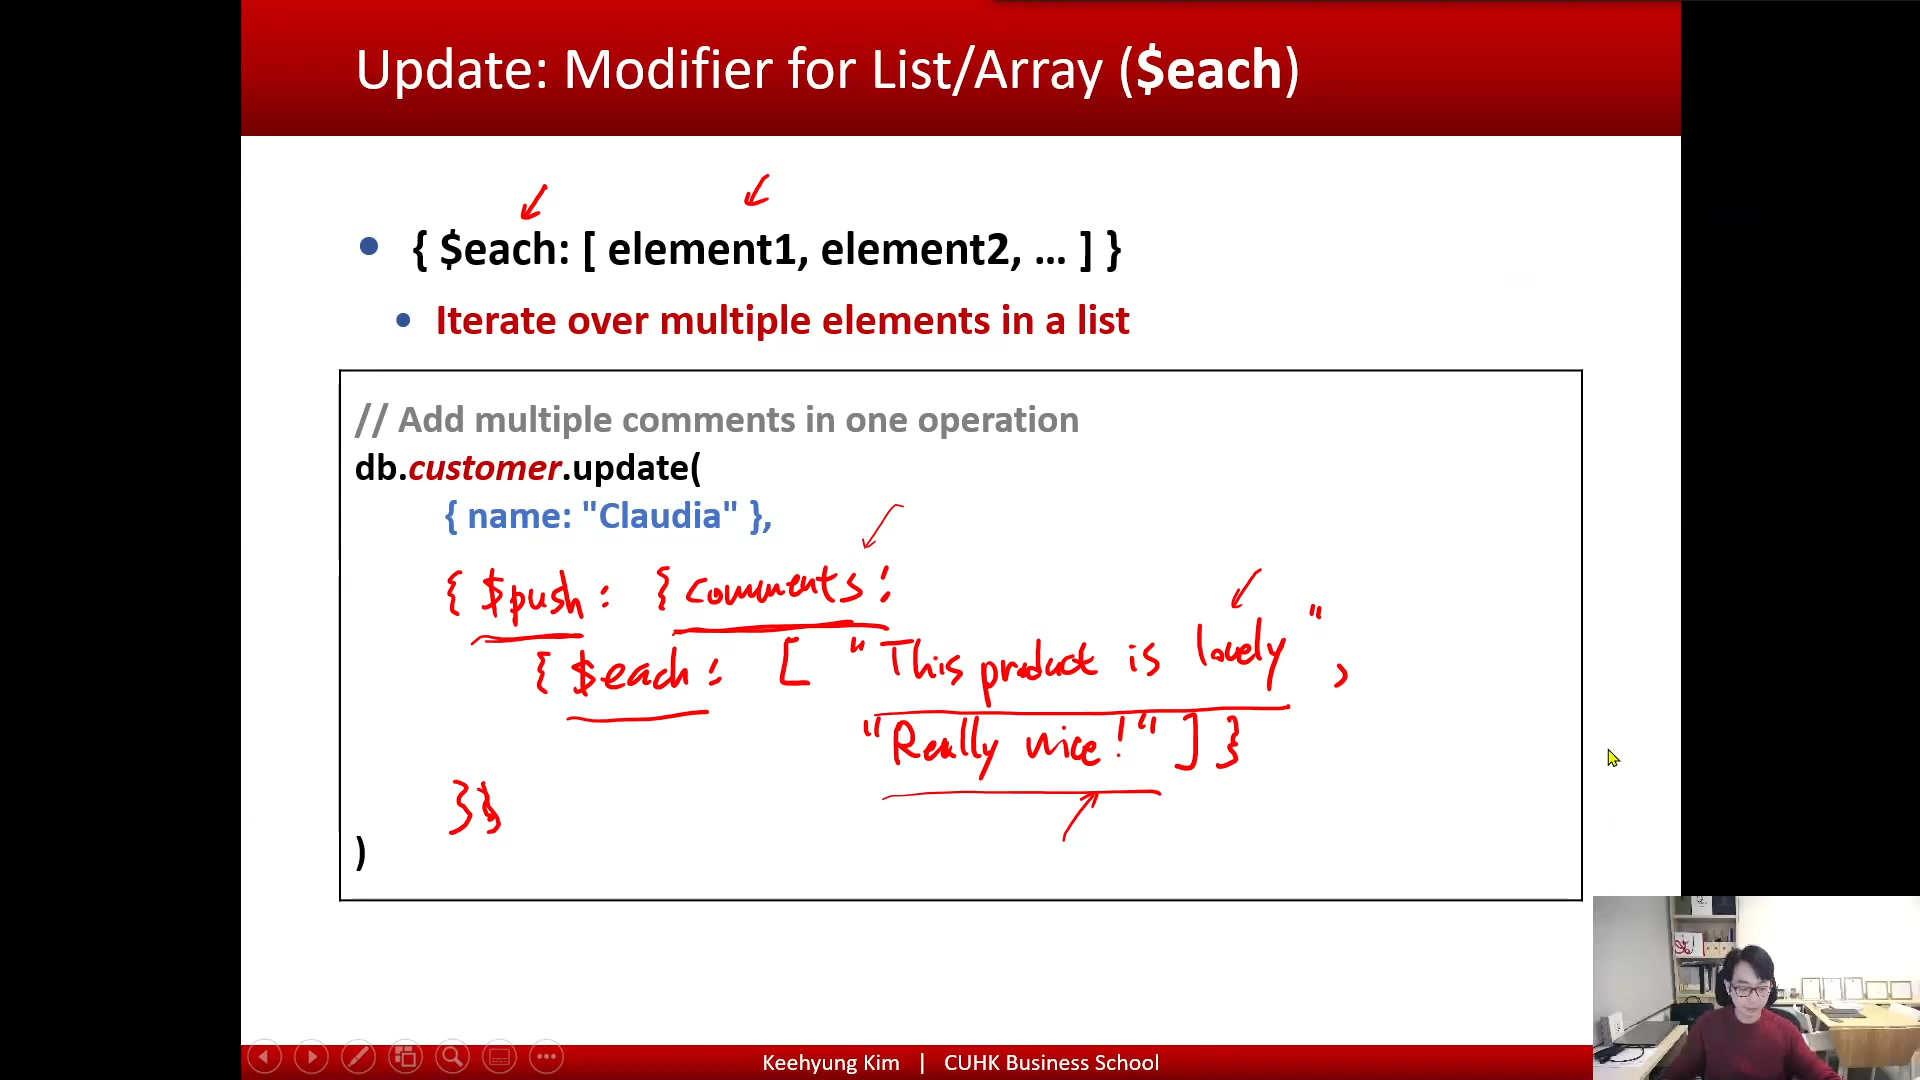 Update: Modifier for List/Array ($each)
{ $each: [ element1, element2, … ] }
Iterate over multiple elements in a list
// Add multiple comments in one operation
db.customer.update(
{ name: "Claudia" },
{ $push: { comments:
{ $each: [ "This product is lovely",
"Really nice!" ] }
}}
)
Keehyung Kim | CUHK Business School